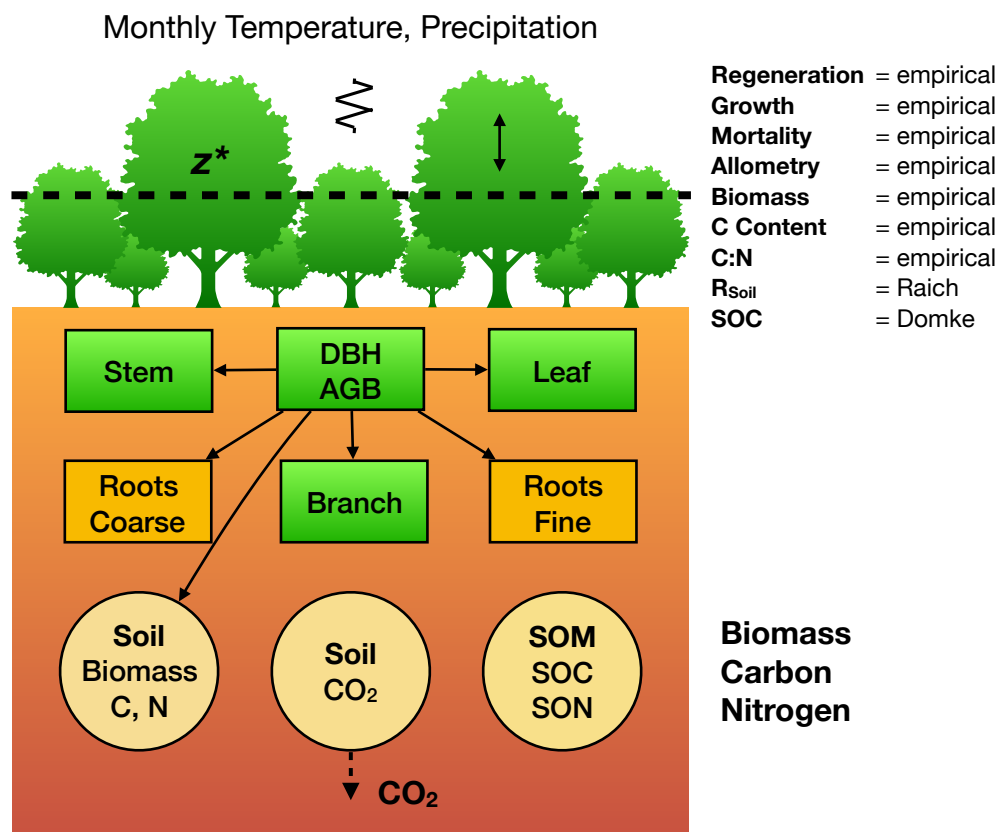 Monthly Temperature, Precipitation
z*
Regeneration = empirical
Growth = empirical
Mortality = empirical
Allometry = empirical
Biomass = empirical
C Content = empirical
C:N = empirical
R_Soil = Raich
SOC = Domke
Stem
DBH
AGB
Leaf
Roots
Coarse
Branch
Roots
Fine
Soil
Biomass
C, N
Soil
CO₂
SOM
SOC
SON
CO₂
Biomass
Carbon
Nitrogen